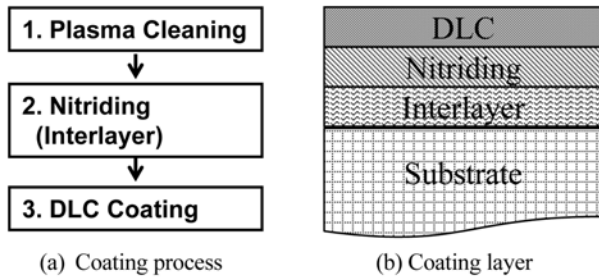 1. Plasma Cleaning
2. Nitriding
(Interlayer)
3. DLC Coating
(a) Coating process
DLC
Nitriding
Interlayer
Substrate
(b) Coating layer